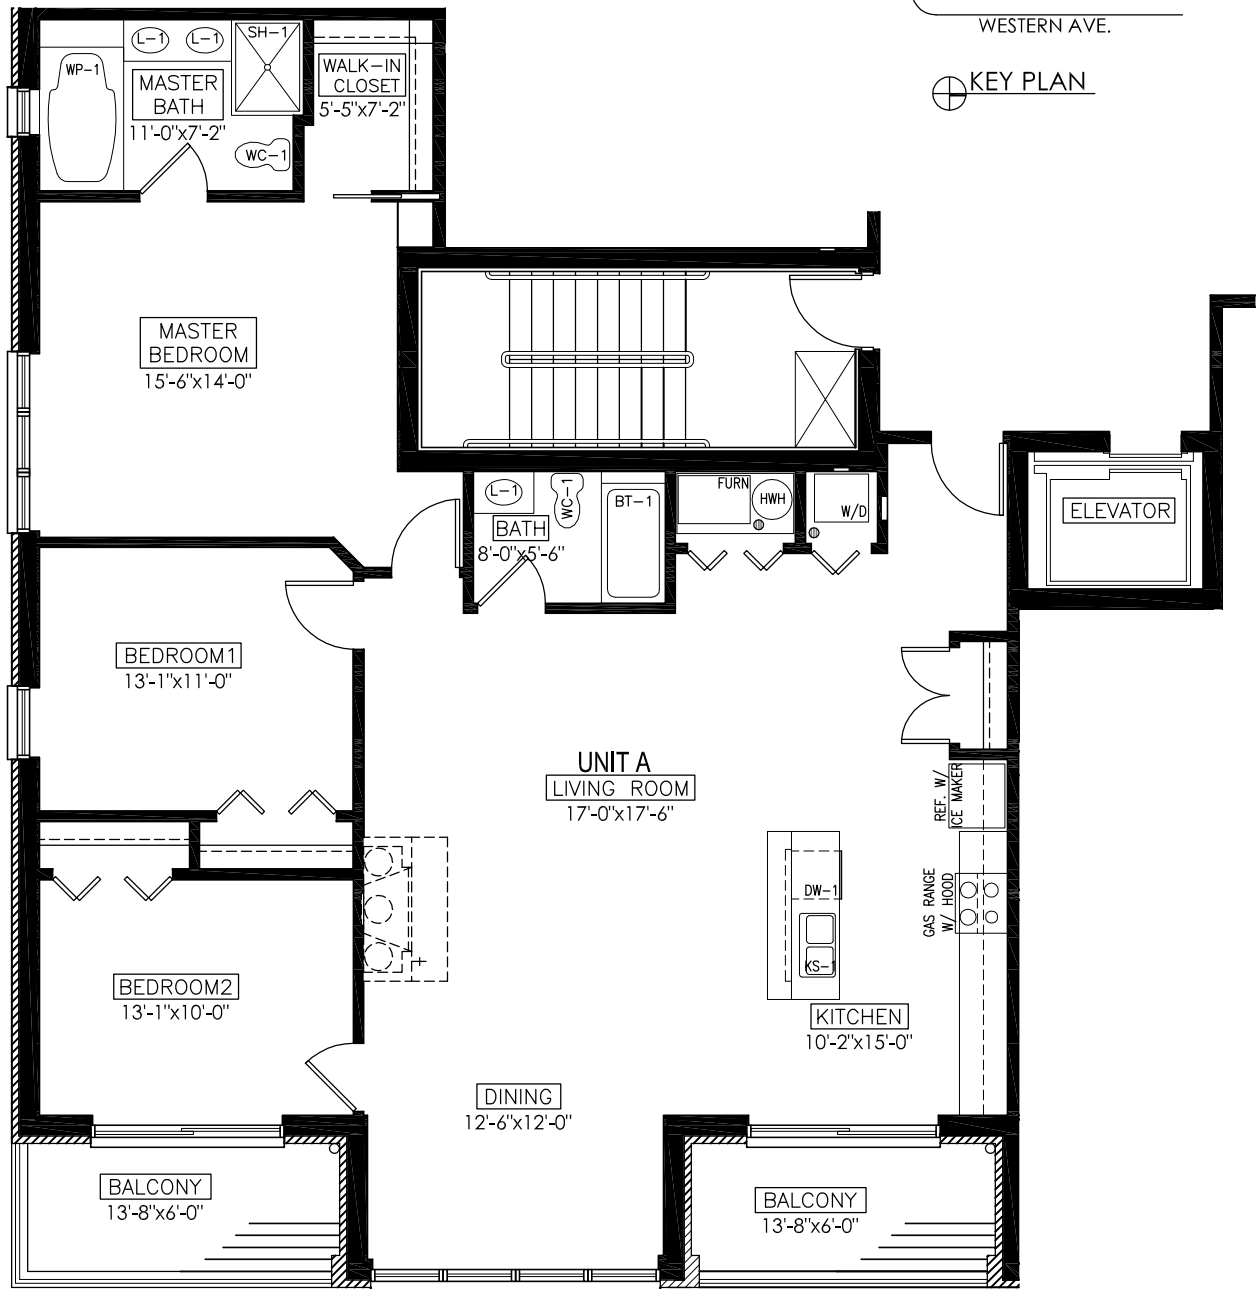 WESTERN AVE.
KEY PLAN
WP-1
L-1
L-1
SH-1
MASTER
BATH
11'-0"x7'-2"
WC-1
WALK-IN
CLOSET
5'-5"x7'-2"
MASTER
BEDROOM
15'-6"x14'-0"
L-1
WC-1
BATH
8'-0"x5'-6"
BT-1
FURN
HWH
W/D
ELEVATOR
BEDROOM1
13'-1"x11'-0"
UNIT A
LIVING ROOM
17'-0"x17'-6"
REF. W/
ICE MAKER
GAS RANGE
W/ HOOD
DW-1
KS-1
BEDROOM2
13'-1"x10'-0"
KITCHEN
10'-2"x15'-0"
DINING
12'-6"x12'-0"
BALCONY
13'-8"x6'-0"
BALCONY
13'-8"x6'-0"